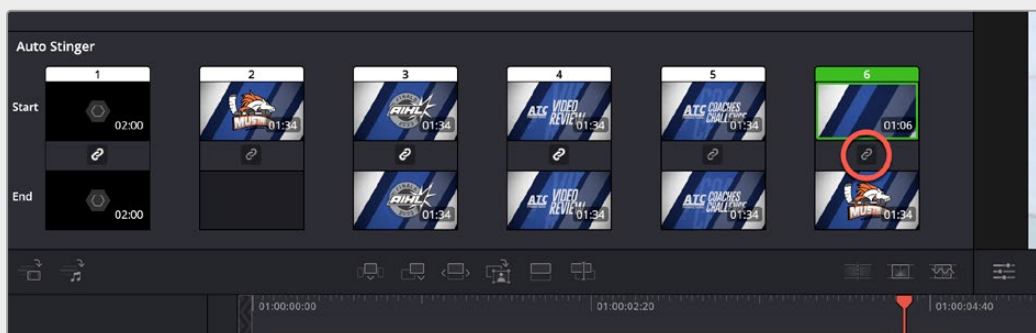 Auto Stinger
1 2 3 4 5 6
Start
02:00
MUSTANGS 01:34
FINALS AIHL 01:34
ATC VIDEO REVIEW 01:34
ATC COACHES CHALLENGE 01:34
01:06
End
02:00
AIHL 01:34
ATC VIDEO REVIEW 01:34
ATC COACHES CHALLENGE 01:34
01:34
01:00:00:00 01:00:02:20 01:00:04:40